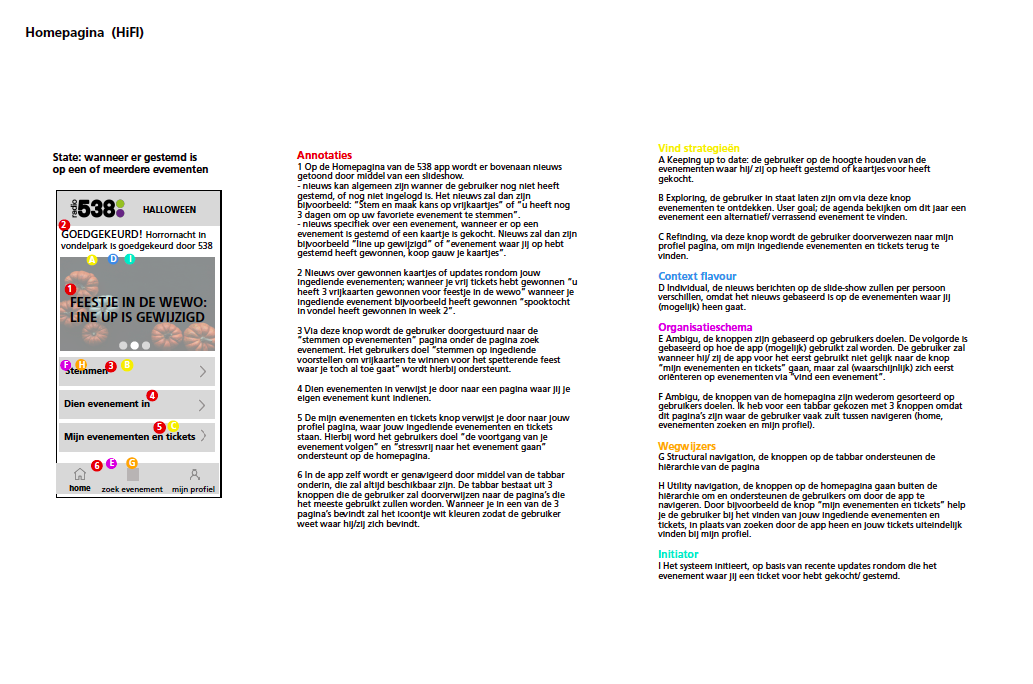 Homepagina (HiFI)
State: wanneer er gestemd is
op een of meerdere evementen
radio 538
HALLOWEEN
2
GOEDGEKEURD! Horrornacht in
vondelpark is goedgekeurd door 538
A D I
1
FEESTJE IN DE WEWO:
LINE UP IS GEWIJZIGD
F H 3 B
Stemmen
4
Dien evenement in
5 C
Mijn evenementen en tickets
6 E G
home zoek evenement mijn profiel
Annotaties
1 Op de Homepagina van de 538 app wordt er bovenaan nieuws
getoond door middel van een slideshow.
- nieuws kan algemeen zijn wanner de gebruiker nog niet heeft
gestemd, of nog niet ingelogd is. Het nieuws zal dan zijn
bijvoorbeeld: "Stem en maak kans op vrijkaartjes" of "u heeft nog
3 dagen om op uw favoriete evenement te stemmen".
- nieuws specifiek over een evenement, wanneer er op een
evenement is gestemd of een kaartje is gekocht. Nieuws zal dan zijn
bijvoorbeeld "line up gewijzigd" of "evenement waar jij op hebt
gestemd heeft gewonnen, koop gauw je kaartjes".
2 Nieuws over gewonnen kaartjes of updates rondom jouw
ingediende evenementen; wanneer je vrij tickets hebt gewonnen "u
heeft 3 vrijkaarten gewonnen voor feestje in de wewo" wanneer je
ingediende evenement bijvoorbeeld heeft gewonnen "spooktocht
in vondel heeft gewonnen in week 2".
3 Via deze knop wordt de gebruiker doorgestuurd naar de
"stemmen op evenementen" pagina onder de pagina zoek
evenement. Het gebruikers doel "stemmen op ingediende
voorstellen om vrijkaarten te winnen voor het spetterende feest
waar je toch al toe gaat" wordt hierbij ondersteunt.
4 Dien evenementen in verwijst je door naar een pagina waar jij je
eigen evenement kunt indienen.
5 De mijn evenementen en tickets knop verwijst je door naar jouw
profiel pagina, waar jouw ingediende evenementen en tickets
staan. Hierbij word het gebruikers doel "de voortgang van je
evenement volgen" en "stressvrij naar het evenement gaan"
ondersteunt op de homepagina.
6 In de app zelf wordt er genavigeerd door middel van de tabbar
onderin, die zal altijd beschikbaar zijn. De tabbar bestaat uit 3
knoppen die de gebruiker zal doorverwijzen naar de pagina's die
het meeste gebruikt zullen worden. Wanneer je in een van de 3
pagina's bevindt zal het icoontje wit kleuren zodat de gebruiker
weet waar hij/zij zich bevindt.
Vind strategieën
A Keeping up to date: de gebruiker op de hoogte houden van de
evenementen waar hij/ zij op heeft gestemd of kaartjes voor heeft
gekocht.
B Exploring, de gebruiker in staat laten zijn om via deze knop
evenementen te ontdekken. User goal; de agenda bekijken om dit jaar een
evenement een alternatief/ verrassend evenement te vinden.
C Refinding, via deze knop wordt de gebruiker doorverwezen naar mijn
profiel pagina, om mijn ingediende evenementen en tickets terug te
vinden.
Context flavour
D Individual, de nieuws berichten op de slide-show zullen per persoon
verschillen, omdat het nieuws gebaseerd is op de evenementen waar jij
(mogelijk) heen gaat.
Organisatieschema
E Ambigu, de knoppen zijn gebaseerd op gebruikers doelen. De volgorde is
gebaseerd op hoe de app (mogelijk) gebruikt zal worden. De gebruiker zal
wanneer hij/ zij de app voor het eerst gebruikt niet gelijk naar de knop
"mijn evenementen en tickets" gaan, maar zal (waarschijnlijk) zich eerst
oriënteren op evenementen via "vind een evenement".
F Ambigu, de knoppen van de homepagina zijn wederom gesorteerd op
gebruikers doelen. Ik heb voor een tabbar gekozen met 3 knoppen omdat
dit pagina's zijn waar de gebruiker vaak zult tussen navigeren (home,
evenementen zoeken en mijn profiel).
Wegwijzers
G Structural navigation, de knoppen op de tabbar ondersteunen de
hiërarchie van de pagina
H Utility navigation, de knoppen op de homepagina gaan buiten de
hiërarchie om en ondersteunen de gebruikers om door de app te
navigeren. Door bijvoorbeeld de knop "mijn evenementen en tickets" help
je de gebruiker bij het vinden van jouw ingediende evenementen en
tickets, in plaats van zoeken door de app heen en jouw tickets uiteindelijk
vinden bij mijn profiel.
Initiator
I Het systeem initieert, op basis van recente updates rondom die het
evenement waar jij een ticket voor hebt gekocht/ gestemd.